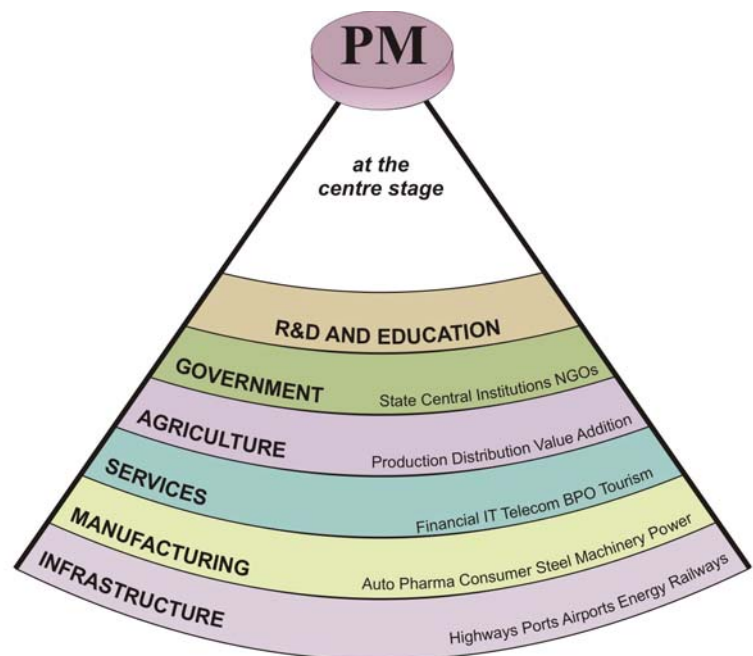 PM
at the
centre stage
R&D AND EDUCATION
GOVERNMENT State Central Institutions NGOs
AGRICULTURE Production Distribution Value Addition
SERVICES Financial IT Telecom BPO Tourism
MANUFACTURING Auto Pharma Consumer Steel Machinery Power
INFRASTRUCTURE Highways Ports Airports Energy Railways